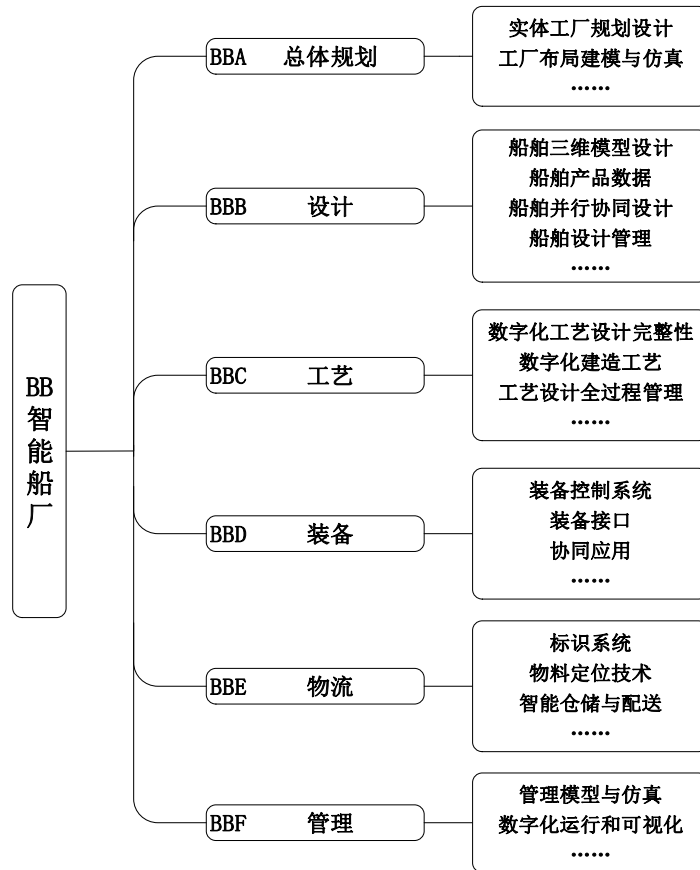 BB
智
能
船
厂
BBA 总体规划
实体工厂规划设计
工厂布局建模与仿真
……
BBB 设计
船舶三维模型设计
船舶产品数据
船舶并行协同设计
船舶设计管理
……
BBC 工艺
数字化工艺设计完整性
数字化建造工艺
工艺设计全过程管理
……
BBD 装备
装备控制系统
装备接口
协同应用
……
BBE 物流
标识系统
物料定位技术
智能仓储与配送
……
BBF 管理
管理模型与仿真
数字化运行和可视化
……